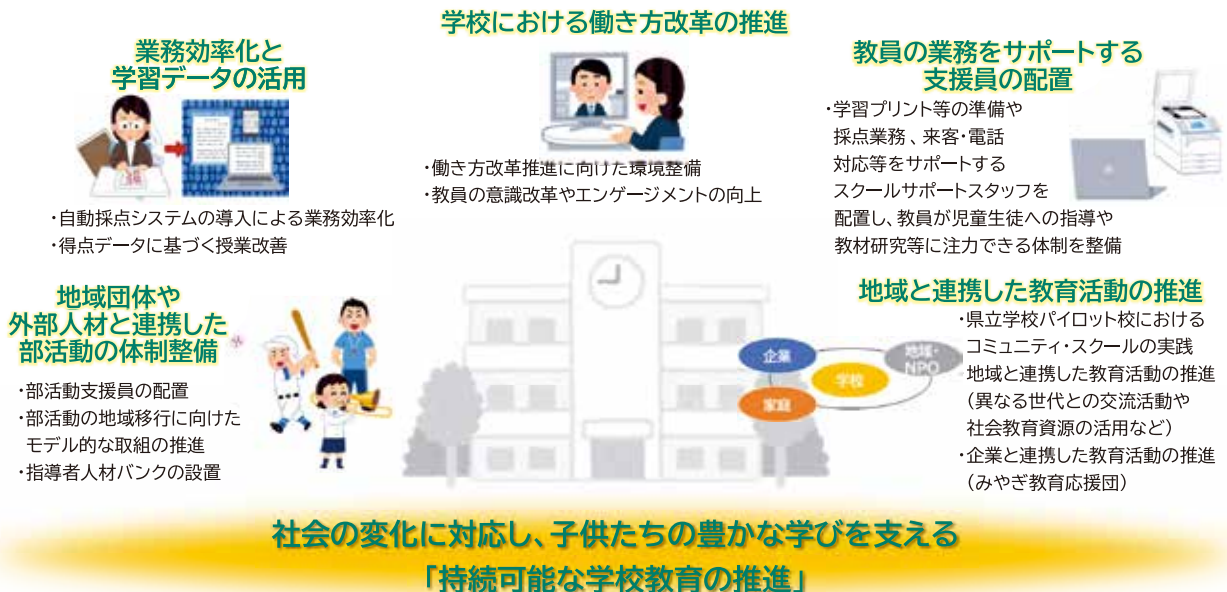 学校における働き方改革の推進
・働き方改革推進に向けた環境整備
・教員の意識改革やエンゲージメントの向上
業務効率化と
学習データの活用
・自動採点システムの導入による業務効率化
・得点データに基づく授業改善
教員の業務をサポートする
支援員の配置
・学習プリント等の準備や
採点業務、来客・電話
対応等をサポートする
スクールサポートスタッフを
配置し、教員が児童生徒への指導や
教材研究等に注力できる体制を整備
地域団体や
外部人材と連携した
部活動の体制整備
・部活動支援員の配置
・部活動の地域移行に向けた
モデル的な取組の推進
・指導者人材バンクの設置
地域と連携した教育活動の推進
・県立学校パイロット校における
コミュニティ・スクールの実践
・地域と連携した教育活動の推進
（異なる世代との交流活動や
社会教育資源の活用など）
・企業と連携した教育活動の推進
（みやぎ教育応援団）
企業
地域・
NPO
学校
家庭
社会の変化に対応し、子供たちの豊かな学びを支える
「持続可能な学校教育の推進」